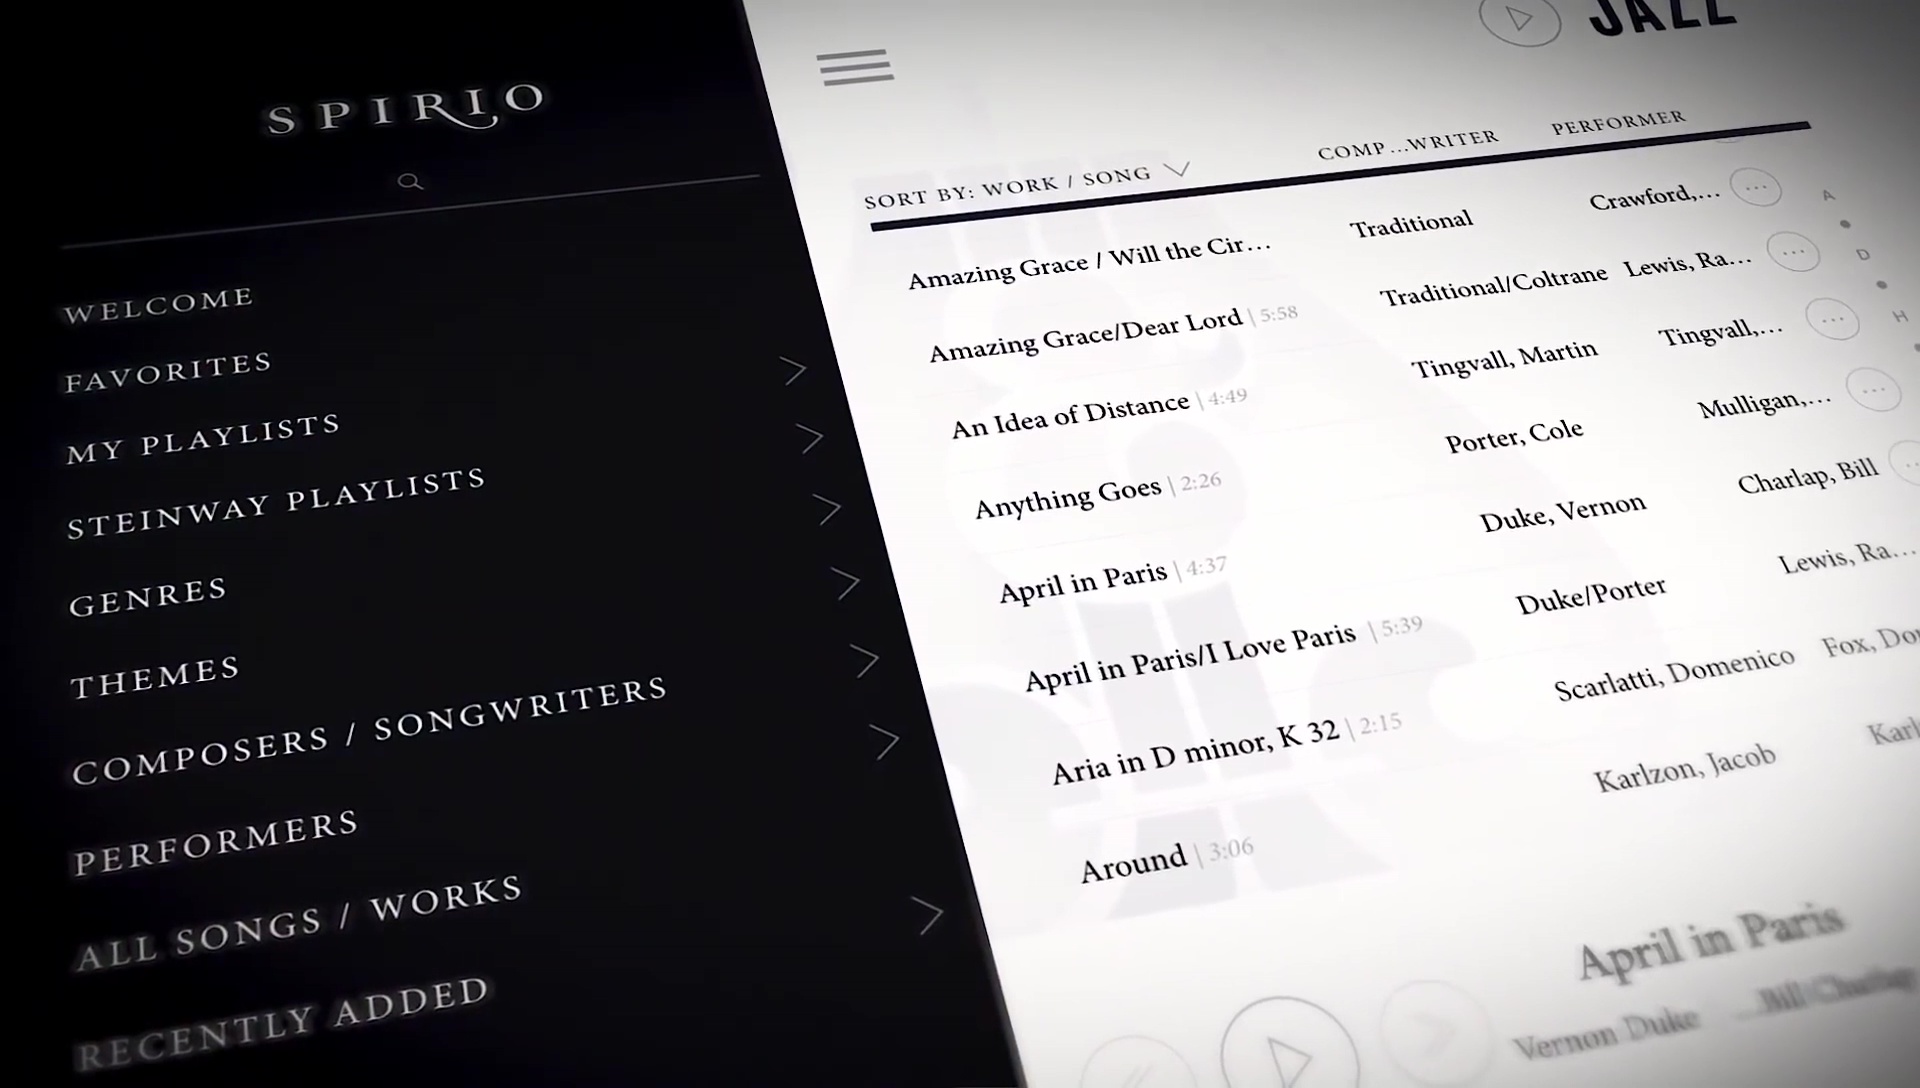 SPIRIO
WELCOME
FAVORITES
MY PLAYLISTS
STEINWAY PLAYLISTS
GENRES
THEMES
COMPOSERS / SONGWRITERS
PERFORMERS
ALL SONGS / WORKS
RECENTLY ADDED
JAZZ
SORT BY: WORK / SONG COMP...WRITER PERFORMER
Amazing Grace / Will the Cir... Traditional Crawford,...
Amazing Grace/Dear Lord | 5:58 Traditional/Coltrane Lewis, Ra...
An Idea of Distance | 4:49 Tingvall, Martin Tingvall,...
Anything Goes | 2:26 Porter, Cole Mulligan,...
April in Paris | 4:37 Duke, Vernon Charlap, Bill
April in Paris/I Love Paris | 5:39 Duke/Porter Lewis, Ra...
Aria in D minor, K 32 | 2:15 Scarlatti, Domenico Fox, Do
Around | 3:06 Karlzon, Jacob Karl
A
D
H
April in Paris
Vernon Duke ...Bill Charlap